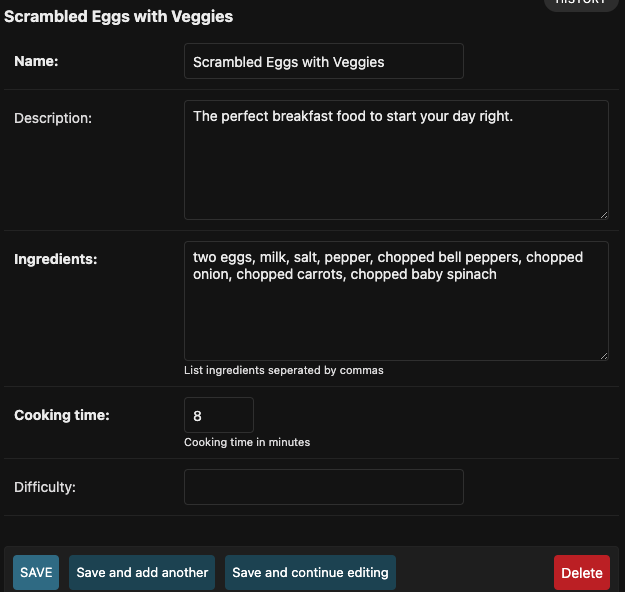 HISTORY
Scrambled Eggs with Veggies
Name:
Scrambled Eggs with Veggies
Description:
The perfect breakfast food to start your day right.
Ingredients:
two eggs, milk, salt, pepper, chopped bell peppers, chopped
onion, chopped carrots, chopped baby spinach
List ingredients seperated by commas
Cooking time:
8
Cooking time in minutes
Difficulty:
SAVE
Save and add another
Save and continue editing
Delete